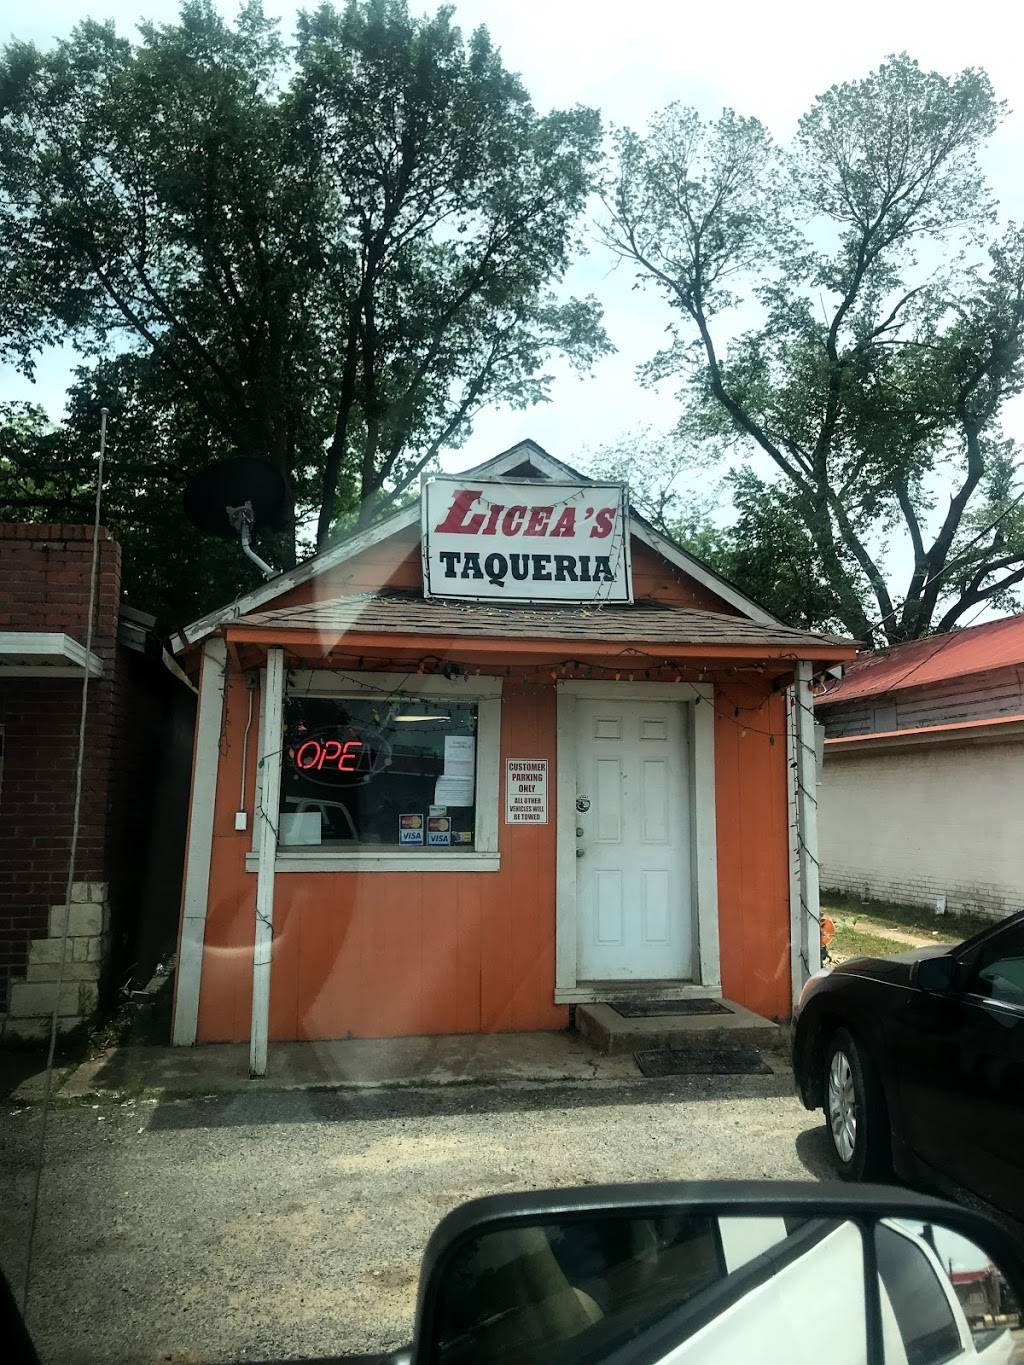 LICEA'S
TAQUERIA
OPEN
CUSTOMER
PARKING
ONLY
ALL OTHER
VEHICLES WILL
BE TOWED
VISA
VISA